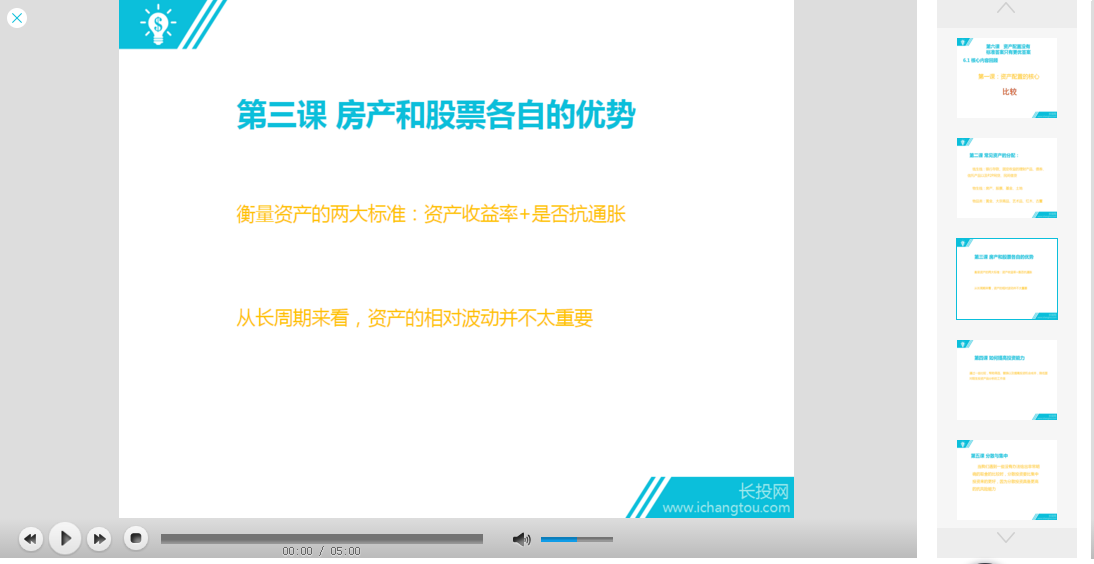 第三课 房产和股票各自的优势
衡量资产的两大标准：资产收益率+是否抗通胀
从长周期来看，资产的相对波动并不太重要
长投网
www.ichangtou.com
00:00 / 05:00
第六课 资产配置没有
标准答案只有最优答案
6.1 核心内容回顾
第一课：资产配置的核心
比较
第二课 常见资产的分配：
第三课 房产和股票各自的优势
第四课 如何提高投资能力
第五课 分散与集中